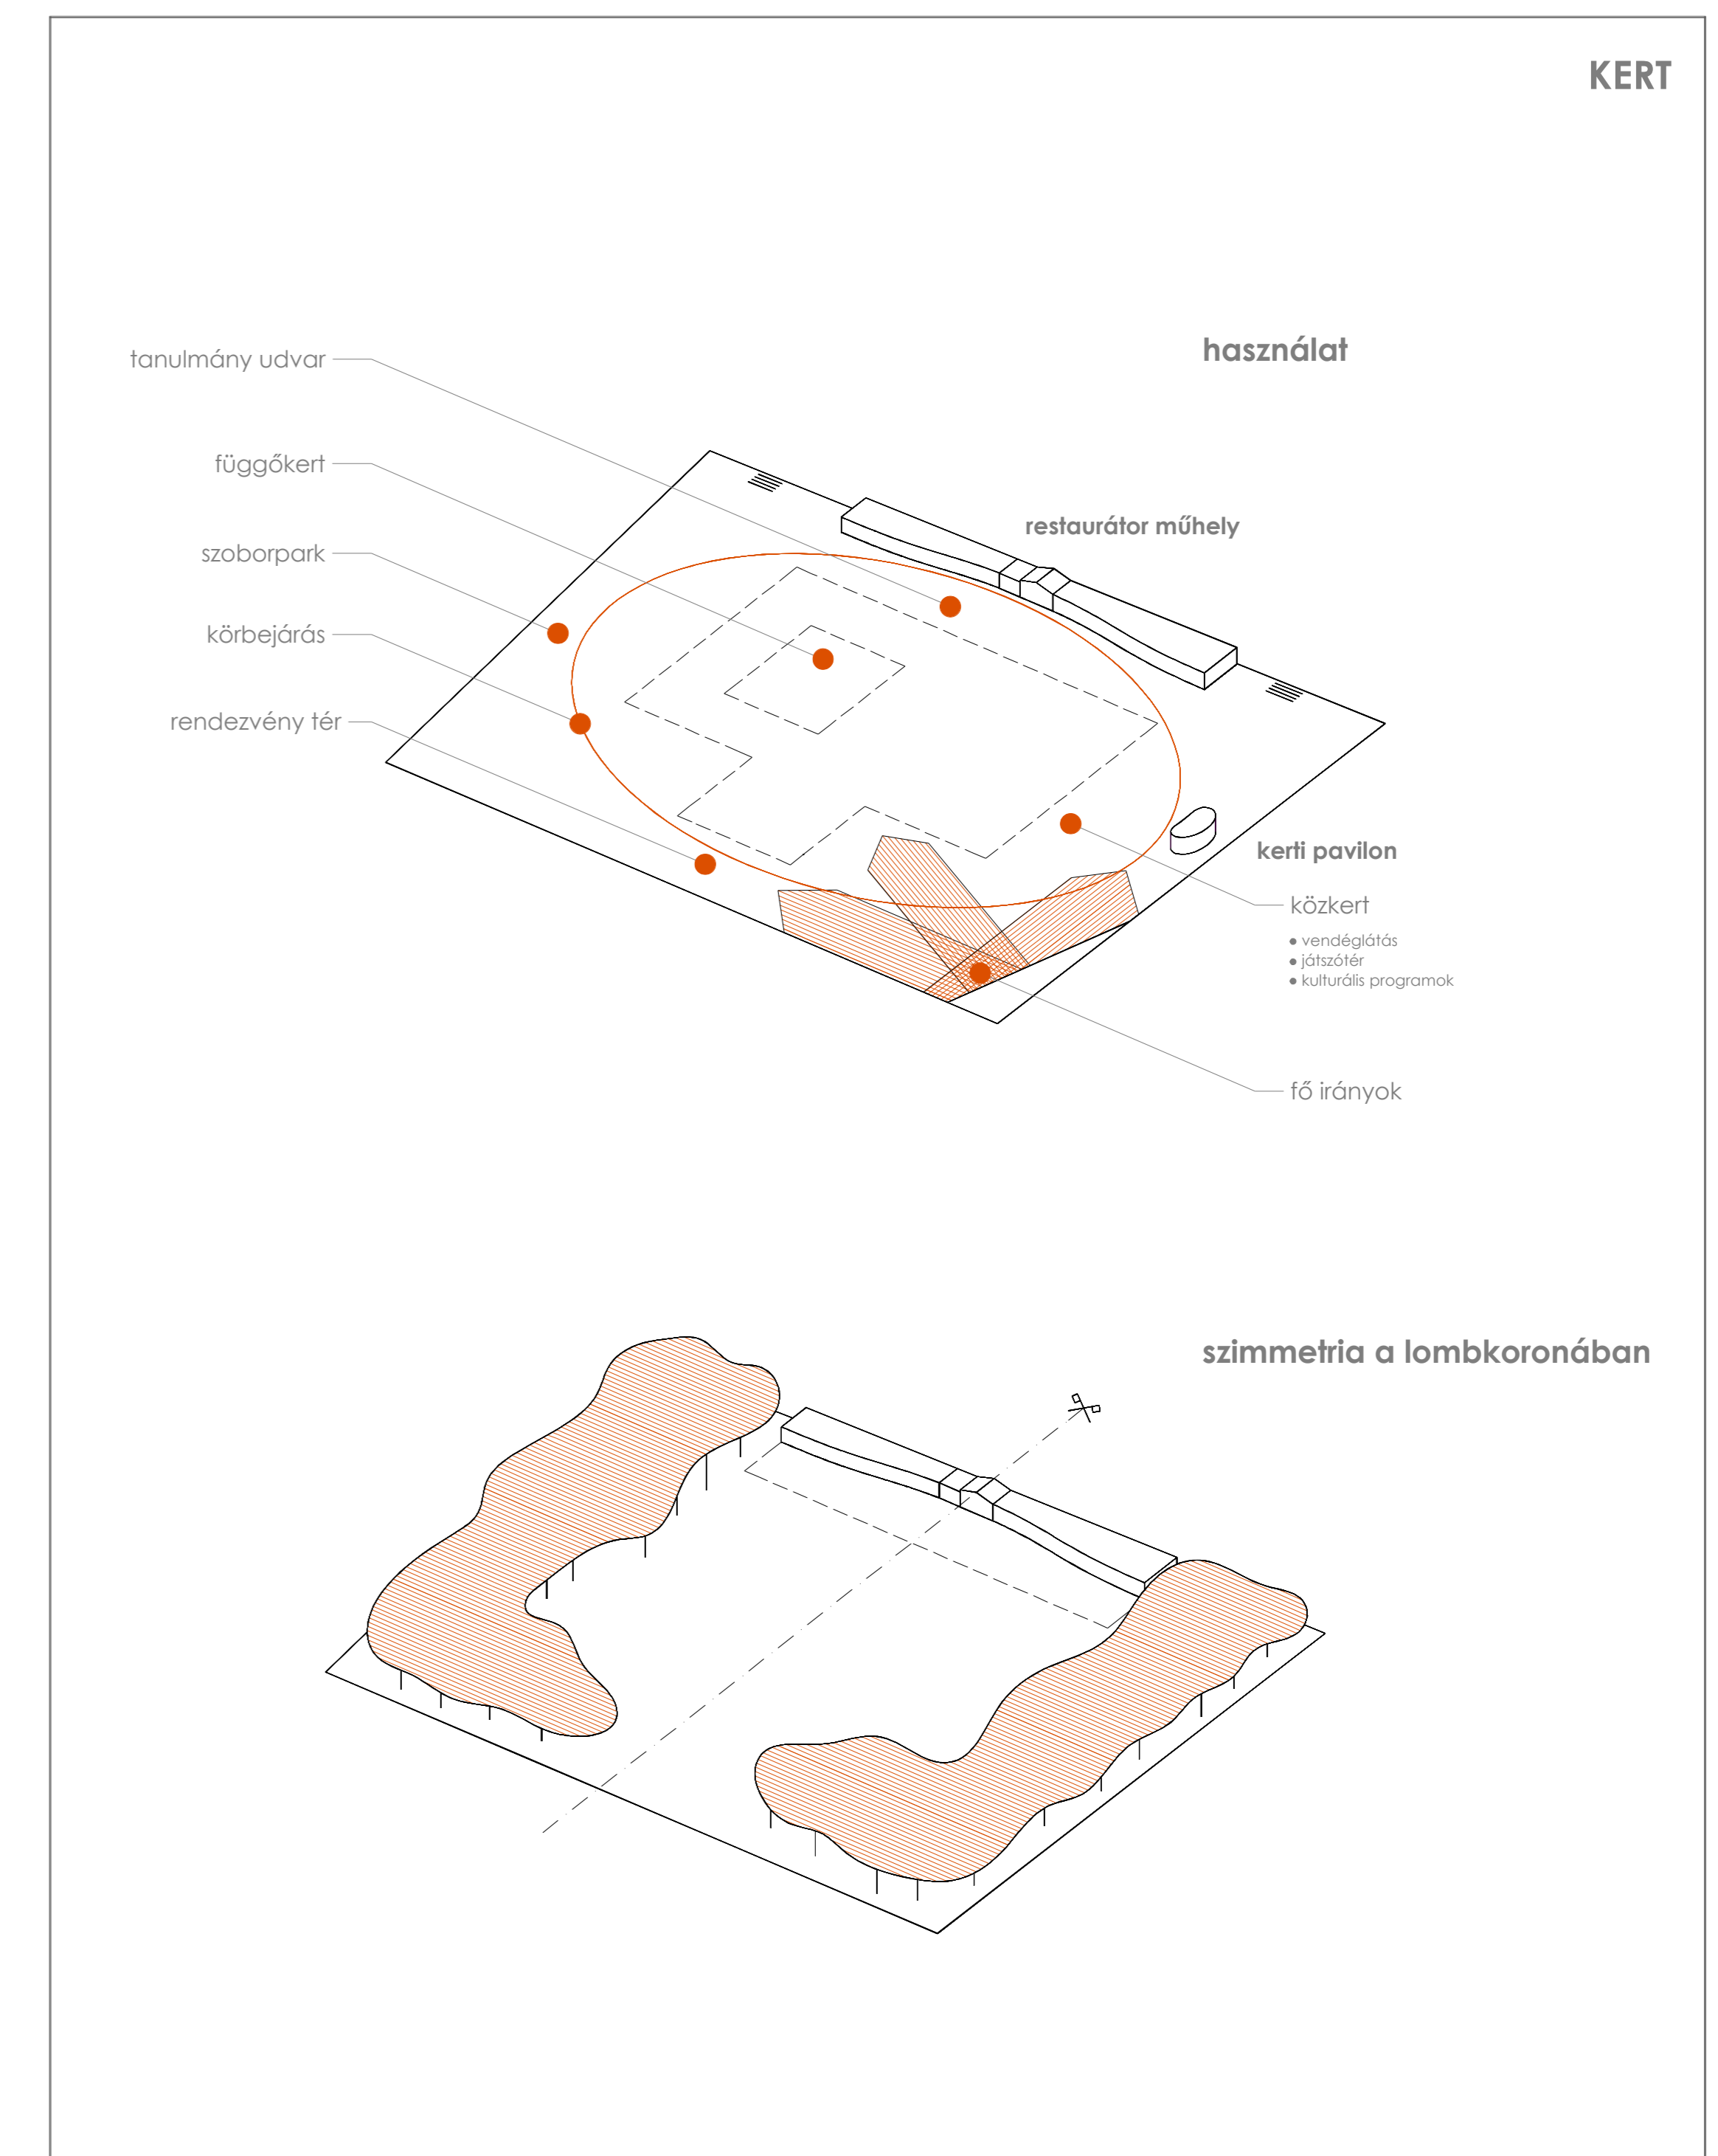 KERT
használat
tanulmány udvar
függőkert
szoborpark
körbejárás
rendezvény tér
restaurátor műhely
kerti pavilon
közkert
● vendéglátás
● játszótér
● kulturális programok
fő irányok
szimmetria a lombkoronában